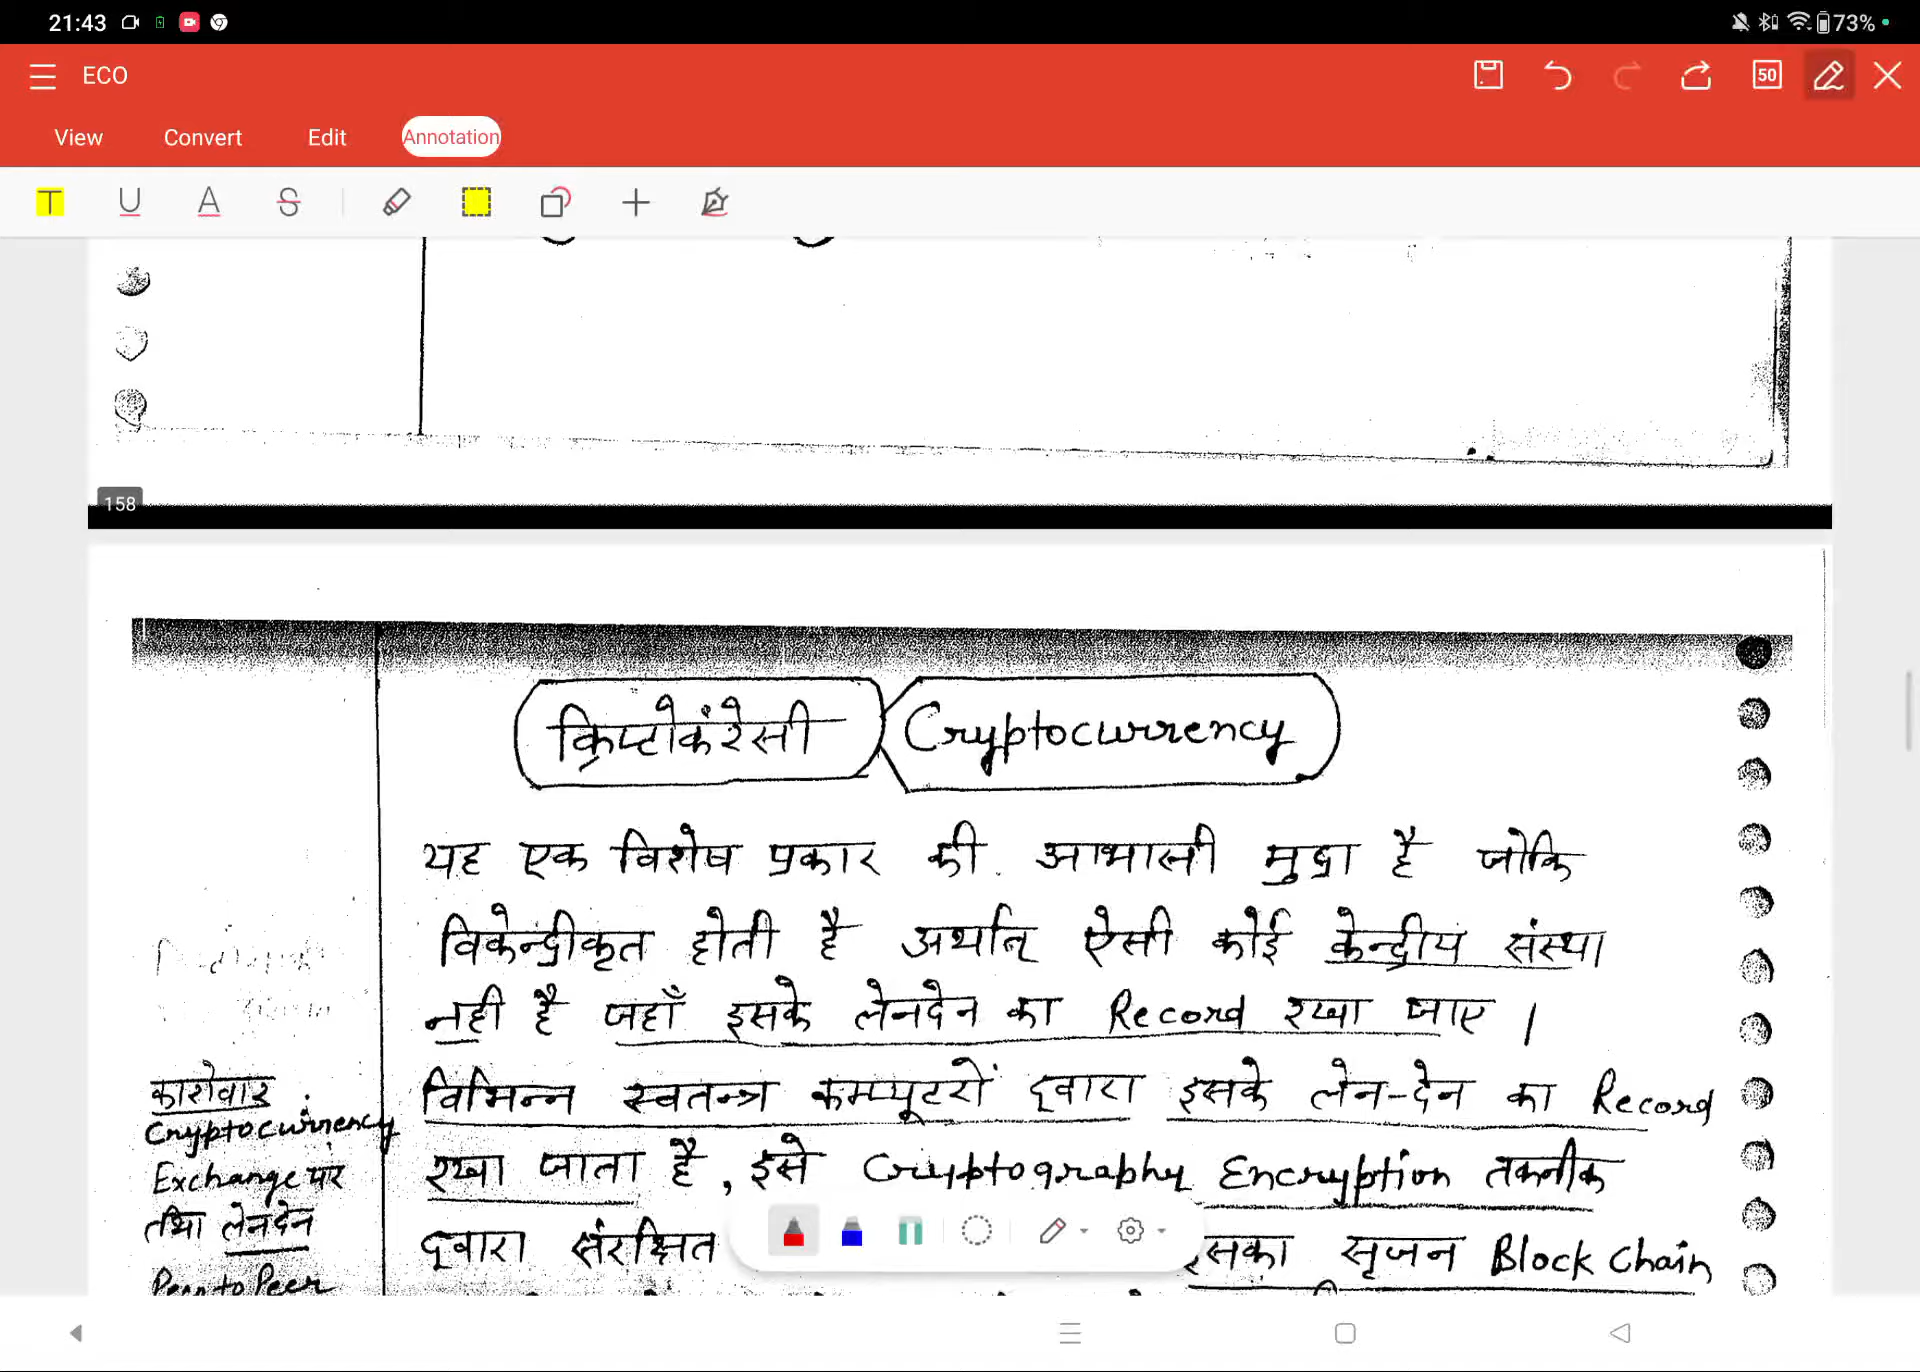 21:43
73%
ECO
50
View Convert Edit Annotation
T U A S
158
क्रिप्टोकंरेसी Cryptocurrency
यह एक विशेष प्रकार की आभासी मुद्रा है जोकि
विकेन्द्रीकृत होती है अर्थात् ऐसी कोई केन्द्रीय संस्था
नही है जहाँ इसके लेनदेन का Record रखा जाए ।
विभिन्न स्वतन्त्र कम्प्यूटरों द्वारा इसके लेन-देन का Record
रखा जाता है , इसे Cryptography Encryption तकनीक
द्वारा संरक्षित इसका सृजन Block Chain
कारोवार :
Cryptocurrency
Exchange पर
तथा लेनदेन
Peer to Peer